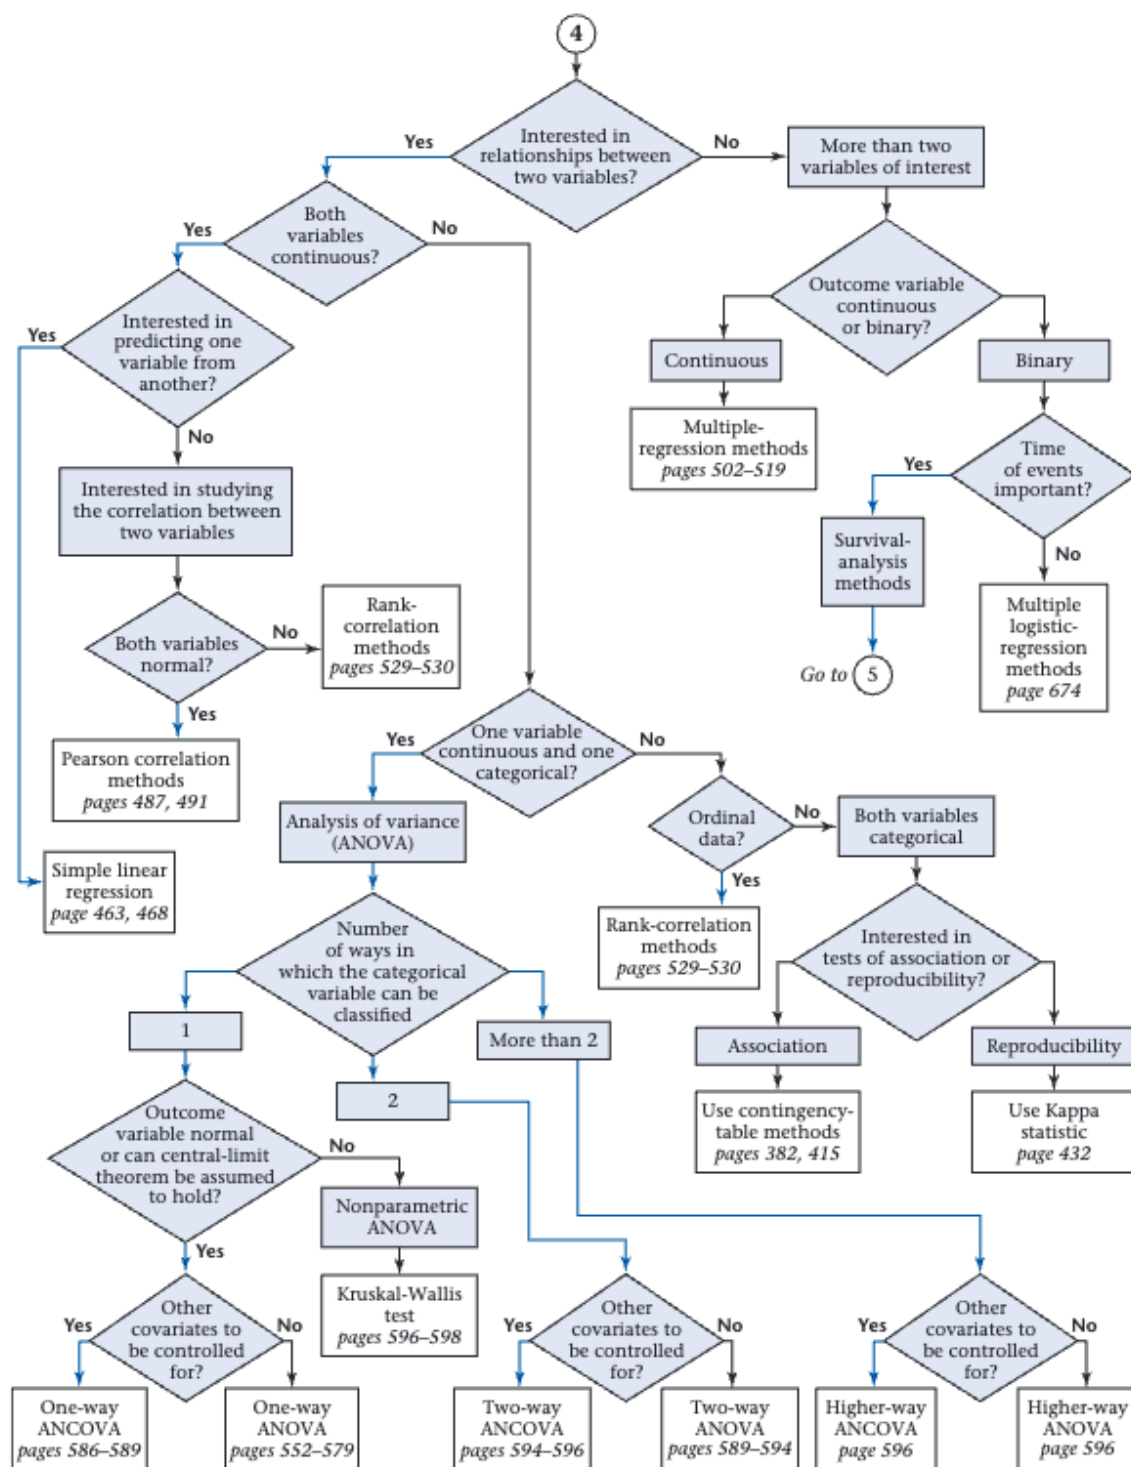 4
Interested in
relationships between
two variables?
Yes
No
More than two
variables of interest
Both
variables
continuous?
Yes
No
Outcome variable
continuous
or binary?
Interested in
predicting one
variable from
another?
Yes
No
Continuous
Binary
Multiple-
regression methods
pages 502–519
Time
of events
important?
Yes
No
Interested in studying
the correlation between
two variables
Survival-
analysis
methods
Go to 5
Multiple
logistic-
regression
methods
page 674
Both variables
normal?
No
Yes
Rank-
correlation
methods
pages 529–530
Pearson correlation
methods
pages 487, 491
Simple linear
regression
page 463, 468
One variable
continuous and one
categorical?
Yes
No
Analysis of variance
(ANOVA)
Ordinal
data?
No
Yes
Both variables
categorical
Rank-correlation
methods
pages 529–530
Interested in
tests of association or
reproducibility?
Number
of ways in
which the categorical
variable can be
classified
1
2
More than 2
Association
Reproducibility
Use contingency-
table methods
pages 382, 415
Use Kappa
statistic
page 432
Outcome
variable normal
or can central-limit
theorem be assumed
to hold?
No
Yes
Nonparametric
ANOVA
Kruskal-Wallis
test
pages 596–598
Other
covariates to
be controlled
for?
Yes
No
One-way
ANCOVA
pages 586–589
One-way
ANOVA
pages 552–579
Other
covariates to
be controlled
for?
Yes
No
Two-way
ANCOVA
pages 594–596
Two-way
ANOVA
pages 589–594
Other
covariates to
be controlled
for?
Yes
No
Higher-way
ANCOVA
page 596
Higher-way
ANOVA
page 596